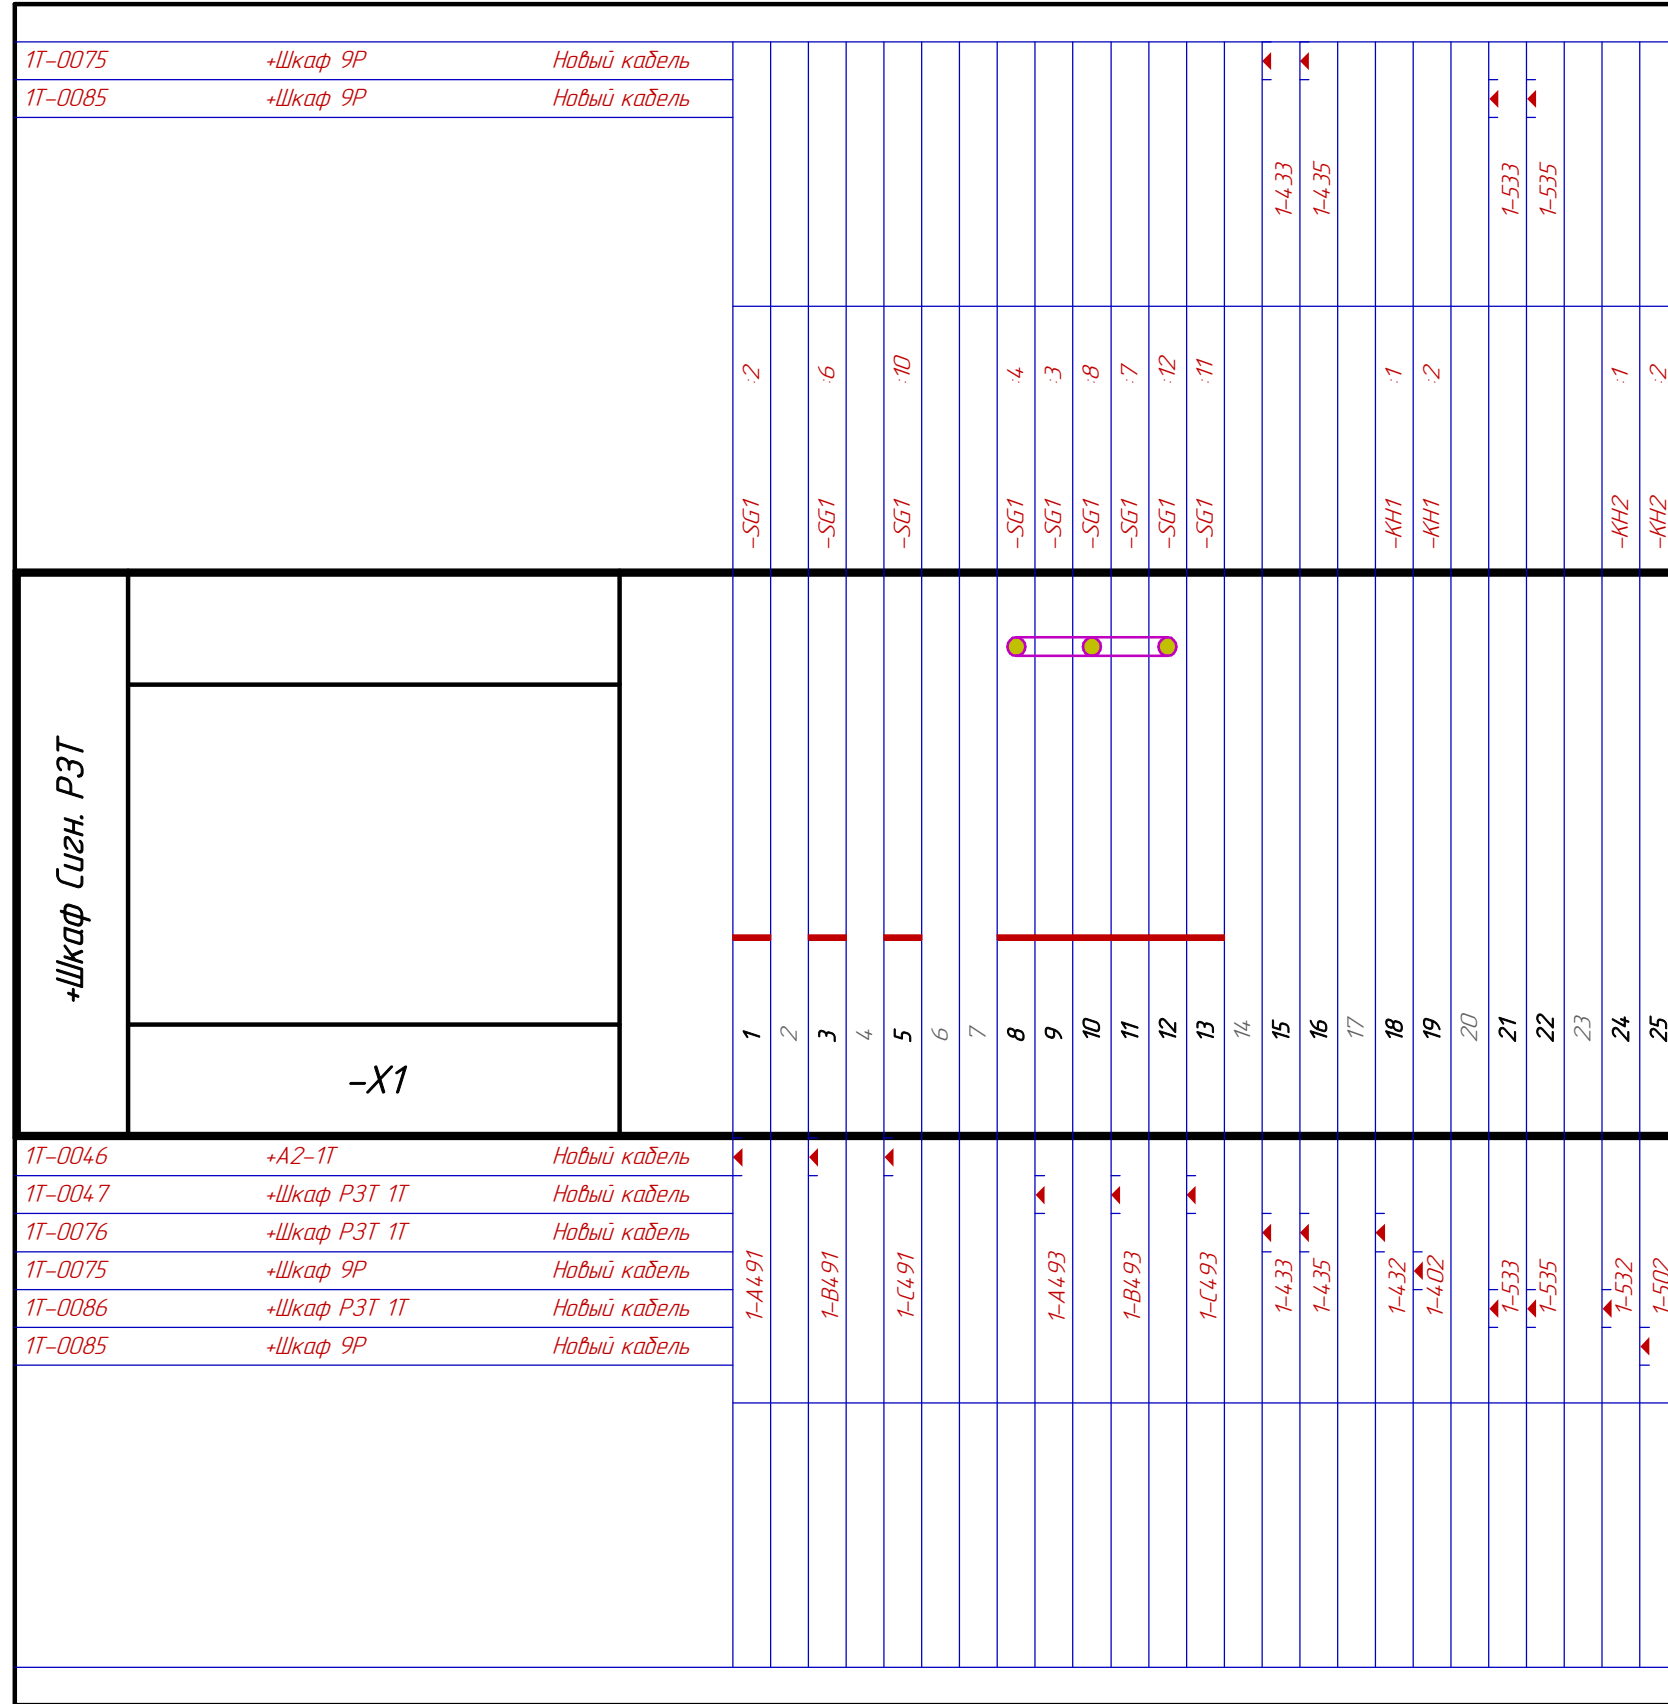 1T-0075 +Шкаф 9Р Новый кабель
1T-0085 +Шкаф 9Р Новый кабель
1-433 1-435 1-533 1-535
:2 :6 :10 :4 :3 :8 :7 :12 :11 :1 :2 :1 :2
-SG1 -SG1 -SG1 -SG1 -SG1 -SG1 -SG1 -SG1 -SG1 -KH1 -KH1 -KH2 -KH2
+Шкаф Сигн. РЗТ
1 2 3 4 5 6 7 8 9 10 11 12 13 14 15 16 17 18 19 20 21 22 23 24 25
-X1
1T-0046 +A2-1T Новый кабель
1T-0047 +Шкаф РЗТ 1Т Новый кабель
1T-0076 +Шкаф РЗТ 1Т Новый кабель
1T-0075 +Шкаф 9Р Новый кабель
1T-0086 +Шкаф РЗТ 1Т Новый кабель
1T-0085 +Шкаф 9Р Новый кабель
1-A491 1-B491 1-C491 1-A493 1-B493 1-C493 1-433 1-435 1-432 1-402 1-533 1-535 1-532 1-502